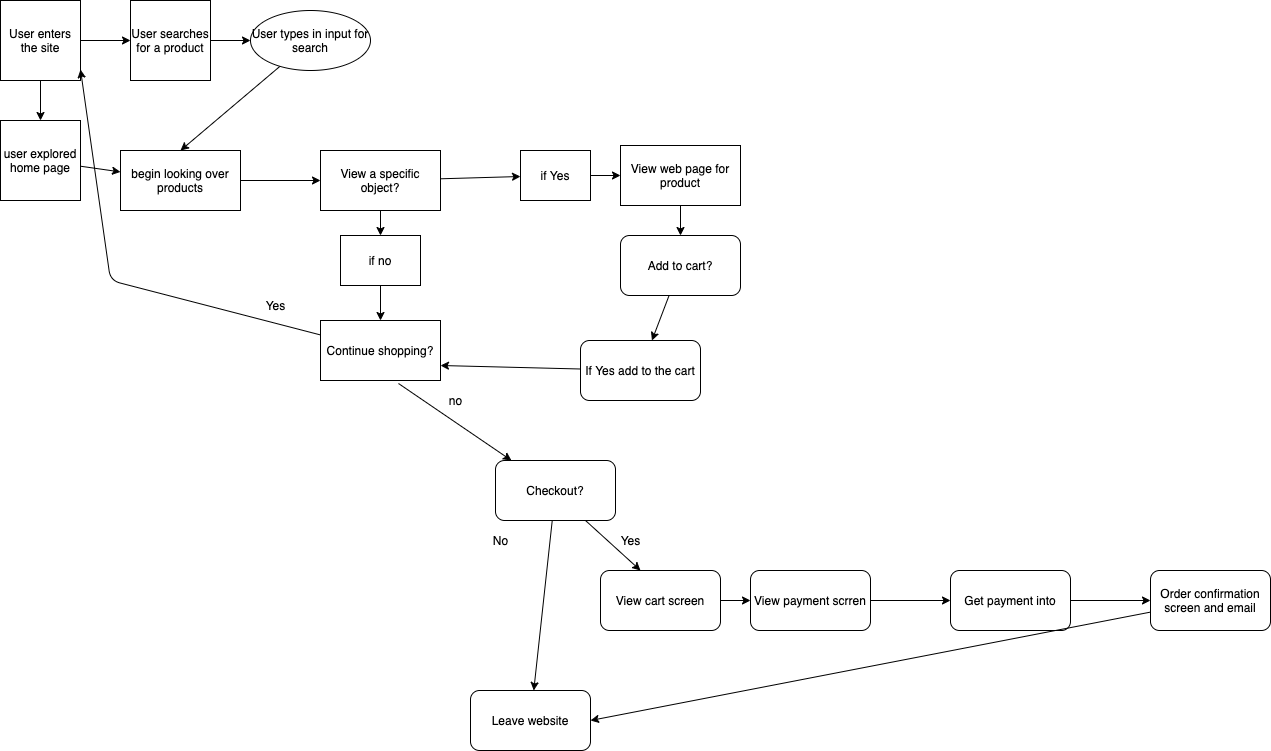 User enters
the site
User searches
for a product
User types in input for
search
user explored
home page
begin looking over
products
View a specific
object?
if Yes
View web page for
product
if no
Add to cart?
Yes
Continue shopping?
If Yes add to the cart
no
Checkout?
No
Yes
View cart screen
View payment scrren
Get payment into
Order confirmation
screen and email
Leave website